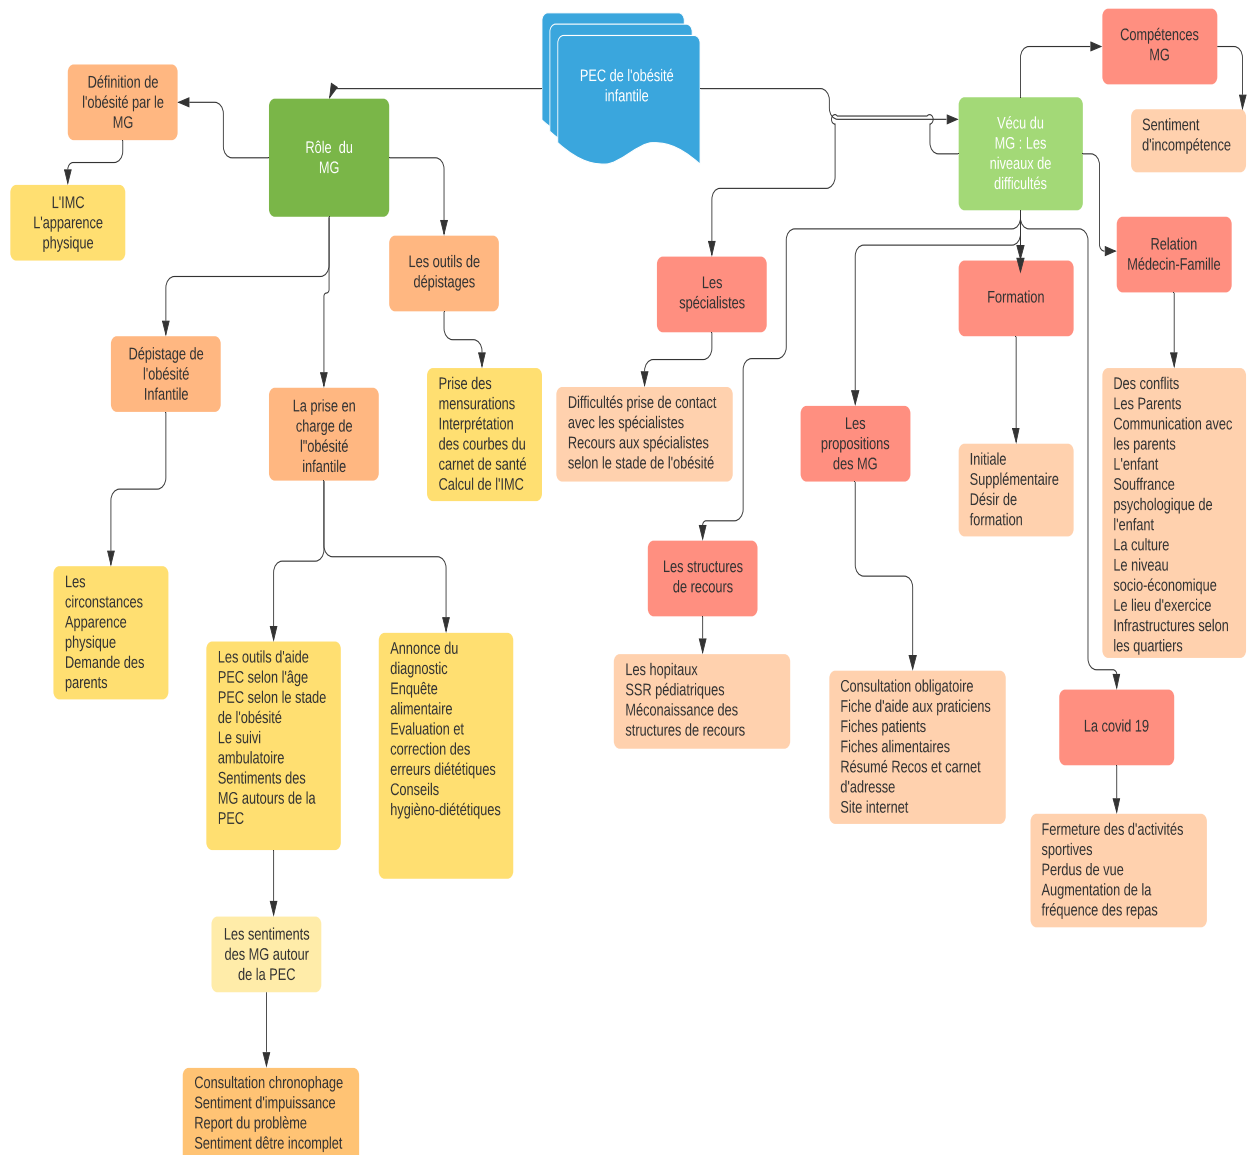 PEC de l'obésité
infantile
Rôle du
MG
Définition de
l'obésité par le
MG
L'IMC
L'apparence
physique
Les outils de
dépistages
Prise des
mensurations
Interprétation
des courbes du
carnet de santé
Calcul de l'IMC
Dépistage de
l'obésité
Infantile
Les
circonstances
Apparence
physique
Demande des
parents
La prise en
charge de
l"obésité
infantile
Les outils d'aide
PEC selon l'âge
PEC selon le stade
de l'obésité
Le suivi
ambulatoire
Sentiments des
MG autours de la
PEC
Annonce du
diagnostic
Enquête
alimentaire
Evaluation et
correction des
erreurs diététiques
Conseils
hygièno-diététiques
Les sentiments
des MG autour
de la PEC
Consultation chronophage
Sentiment d'impuissance
Report du problème
Sentiment dêtre incomplet
Vécu du
MG : Les
niveaux de
difficultés
Compétences
MG
Sentiment
d'incompétence
Relation
Médecin-Famille
Des conflits
Les Parents
Communication avec
les parents
L'enfant
Souffrance
psychologique de
l'enfant
La culture
Le niveau
socio-économique
Le lieu d'exercice
Infrastructures selon
les quartiers
Les
spécialistes
Difficultés prise de contact
avec les spécialistes
Recours aux spécialistes
selon le stade de l'obésité
Formation
Initiale
Supplémentaire
Désir de
formation
Les
propositions
des MG
Consultation obligatoire
Fiche d'aide aux praticiens
Fiches patients
Fiches alimentaires
Résumé Recos et carnet
d'adresse
Site internet
Les structures
de recours
Les hopitaux
SSR pédiatriques
Méconaissance des
structures de recours
La covid 19
Fermeture des d'activités
sportives
Perdus de vue
Augmentation de la
fréquence des repas